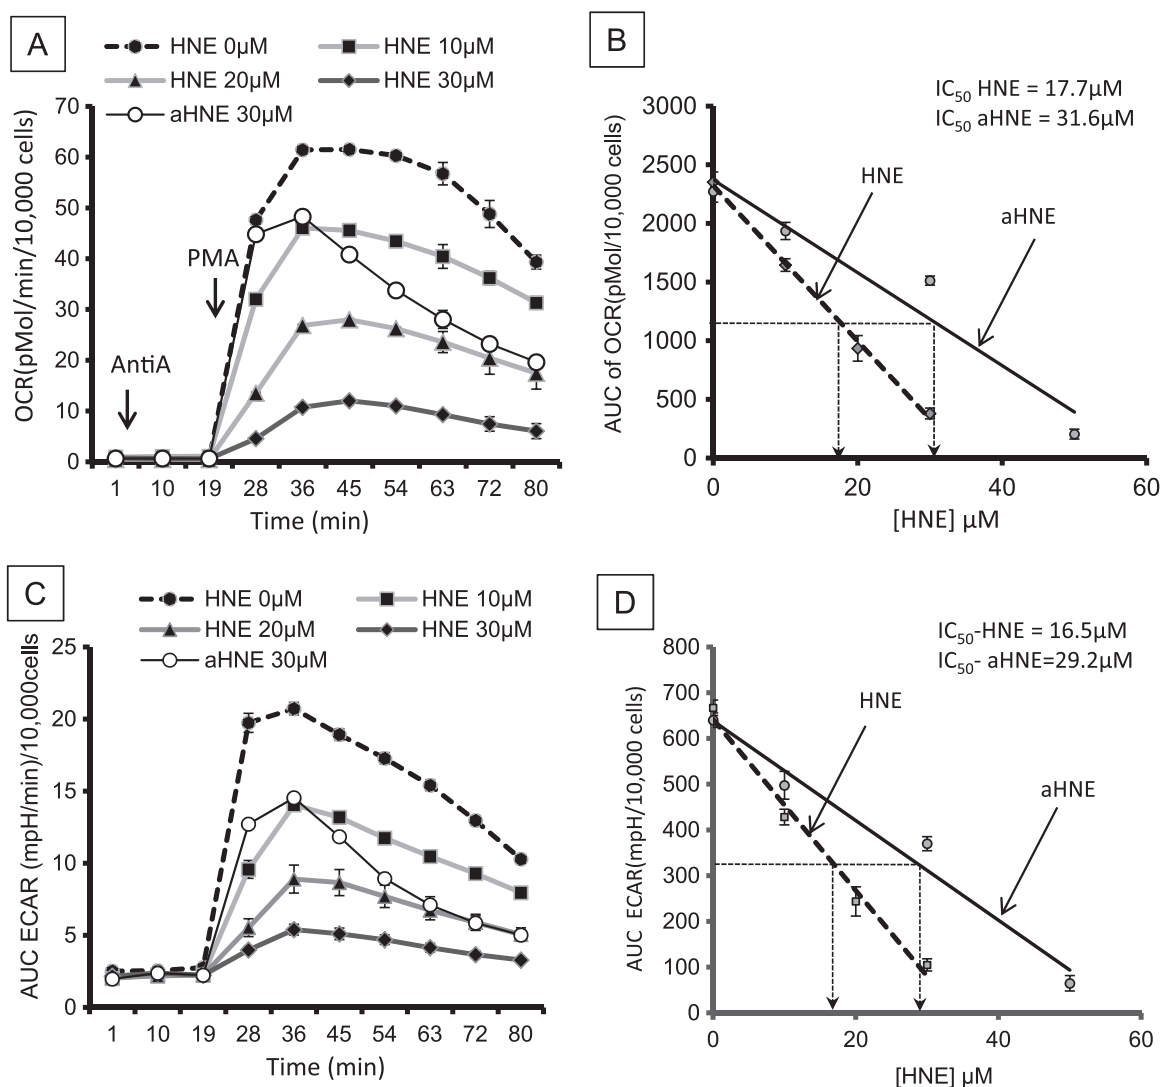 A
HNE 0µM
HNE 10µM
HNE 20µM
HNE 30µM
aHNE 30µM
OCR(pMol/min/10,000 cells)
70
60
50
40
30
20
10
0
PMA
AntiA
1 10 19 28 36 45 54 63 72 80
Time (min)
B
IC50 HNE = 17.7µM
IC50 aHNE = 31.6µM
AUC of OCR(pMol/10,000 cells)
3000
2500
2000
1500
1000
500
0
HNE
aHNE
0 20 40 60
[HNE] µM
C
HNE 0µM
HNE 10µM
HNE 20µM
HNE 30µM
aHNE 30µM
AUC ECAR (mpH/min)/10,000cells
25
20
15
10
5
0
1 10 19 28 36 45 54 63 72 80
Time (min)
D
IC50-HNE = 16.5µM
IC50- aHNE=29.2µM
AUC ECAR(mpH/10,000 cells)
800
700
600
500
400
300
200
100
0
HNE
aHNE
0 20 40 60
[HNE] µM